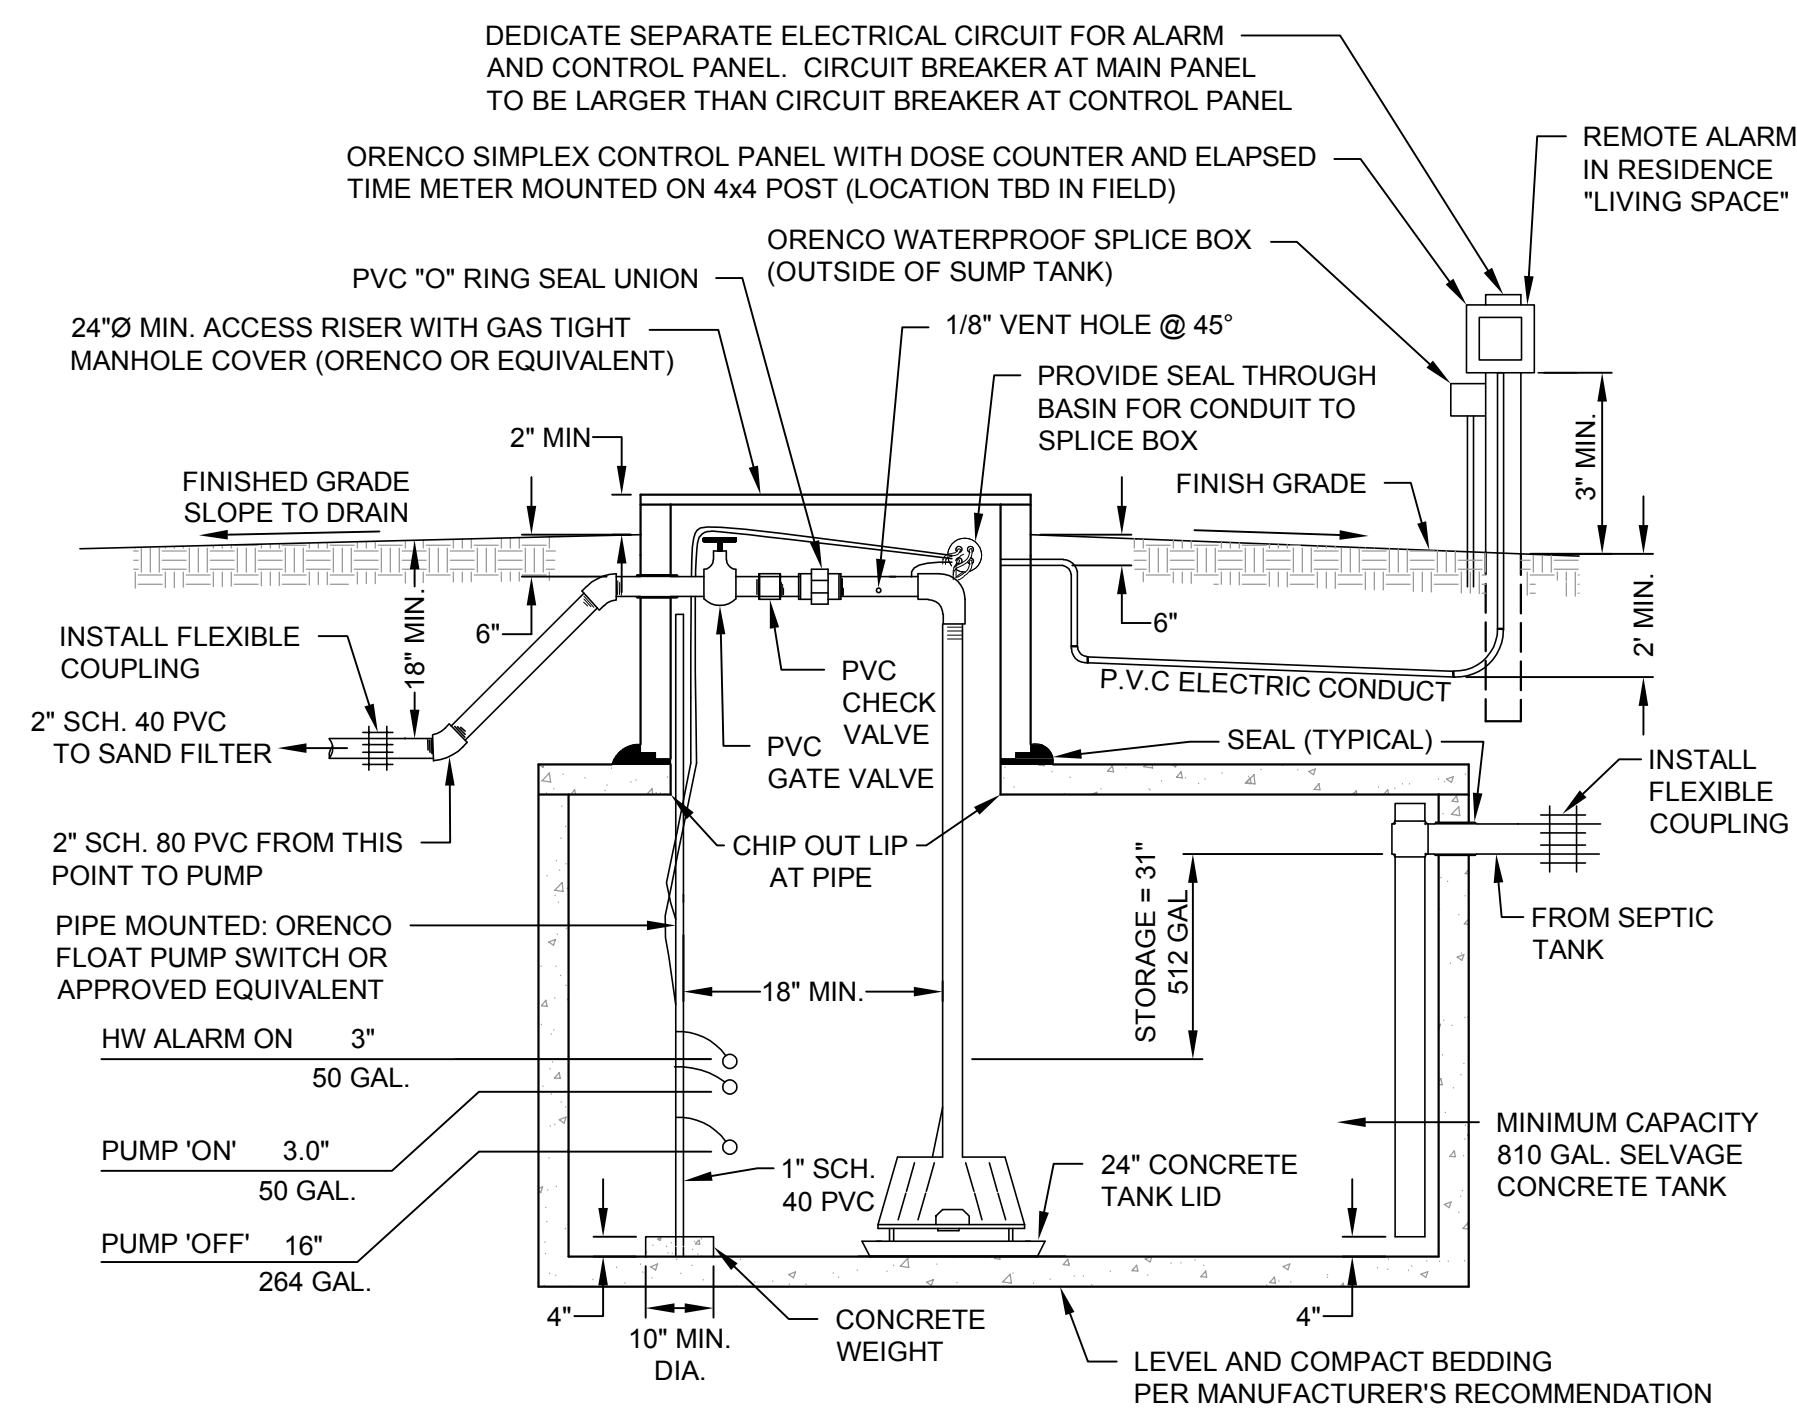 DEDICATE SEPARATE ELECTRICAL CIRCUIT FOR ALARM
AND CONTROL PANEL. CIRCUIT BREAKER AT MAIN PANEL
TO BE LARGER THAN CIRCUIT BREAKER AT CONTROL PANEL
ORENCO SIMPLEX CONTROL PANEL WITH DOSE COUNTER AND ELAPSED
TIME METER MOUNTED ON 4x4 POST (LOCATION TBD IN FIELD)
REMOTE ALARM
IN RESIDENCE
"LIVING SPACE"
ORENCO WATERPROOF SPLICE BOX
(OUTSIDE OF SUMP TANK)
PVC "O" RING SEAL UNION
24"Ø MIN. ACCESS RISER WITH GAS TIGHT
MANHOLE COVER (ORENCO OR EQUIVALENT)
1/8" VENT HOLE @ 45°
PROVIDE SEAL THROUGH
BASIN FOR CONDUIT TO
SPLICE BOX
2" MIN
FINISHED GRADE
SLOPE TO DRAIN
FINISH GRADE
3" MIN.
2' MIN.
18" MIN.
6"
6"
INSTALL FLEXIBLE
COUPLING
2" SCH. 40 PVC
TO SAND FILTER
PVC
CHECK
VALVE
PVC
GATE VALVE
P.V.C ELECTRIC CONDUCT
SEAL (TYPICAL)
INSTALL
FLEXIBLE
COUPLING
2" SCH. 80 PVC FROM THIS
POINT TO PUMP
CHIP OUT LIP
AT PIPE
STORAGE = 31"
512 GAL
FROM SEPTIC
TANK
PIPE MOUNTED: ORENCO
FLOAT PUMP SWITCH OR
APPROVED EQUIVALENT
18" MIN.
HW ALARM ON 3"
50 GAL.
PUMP 'ON' 3.0"
50 GAL.
PUMP 'OFF' 16"
264 GAL.
1" SCH.
40 PVC
24" CONCRETE
TANK LID
MINIMUM CAPACITY
810 GAL. SELVAGE
CONCRETE TANK
4"
10" MIN.
DIA.
CONCRETE
WEIGHT
4"
LEVEL AND COMPACT BEDDING
PER MANUFACTURER'S RECOMMENDATION